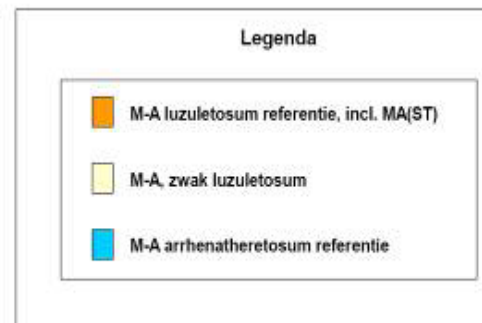 Legenda
M-A luzuletosum referentie, incl. MA(ST)
M-A, zwak luzuletosum
M-A arrhenatheretosum referentie